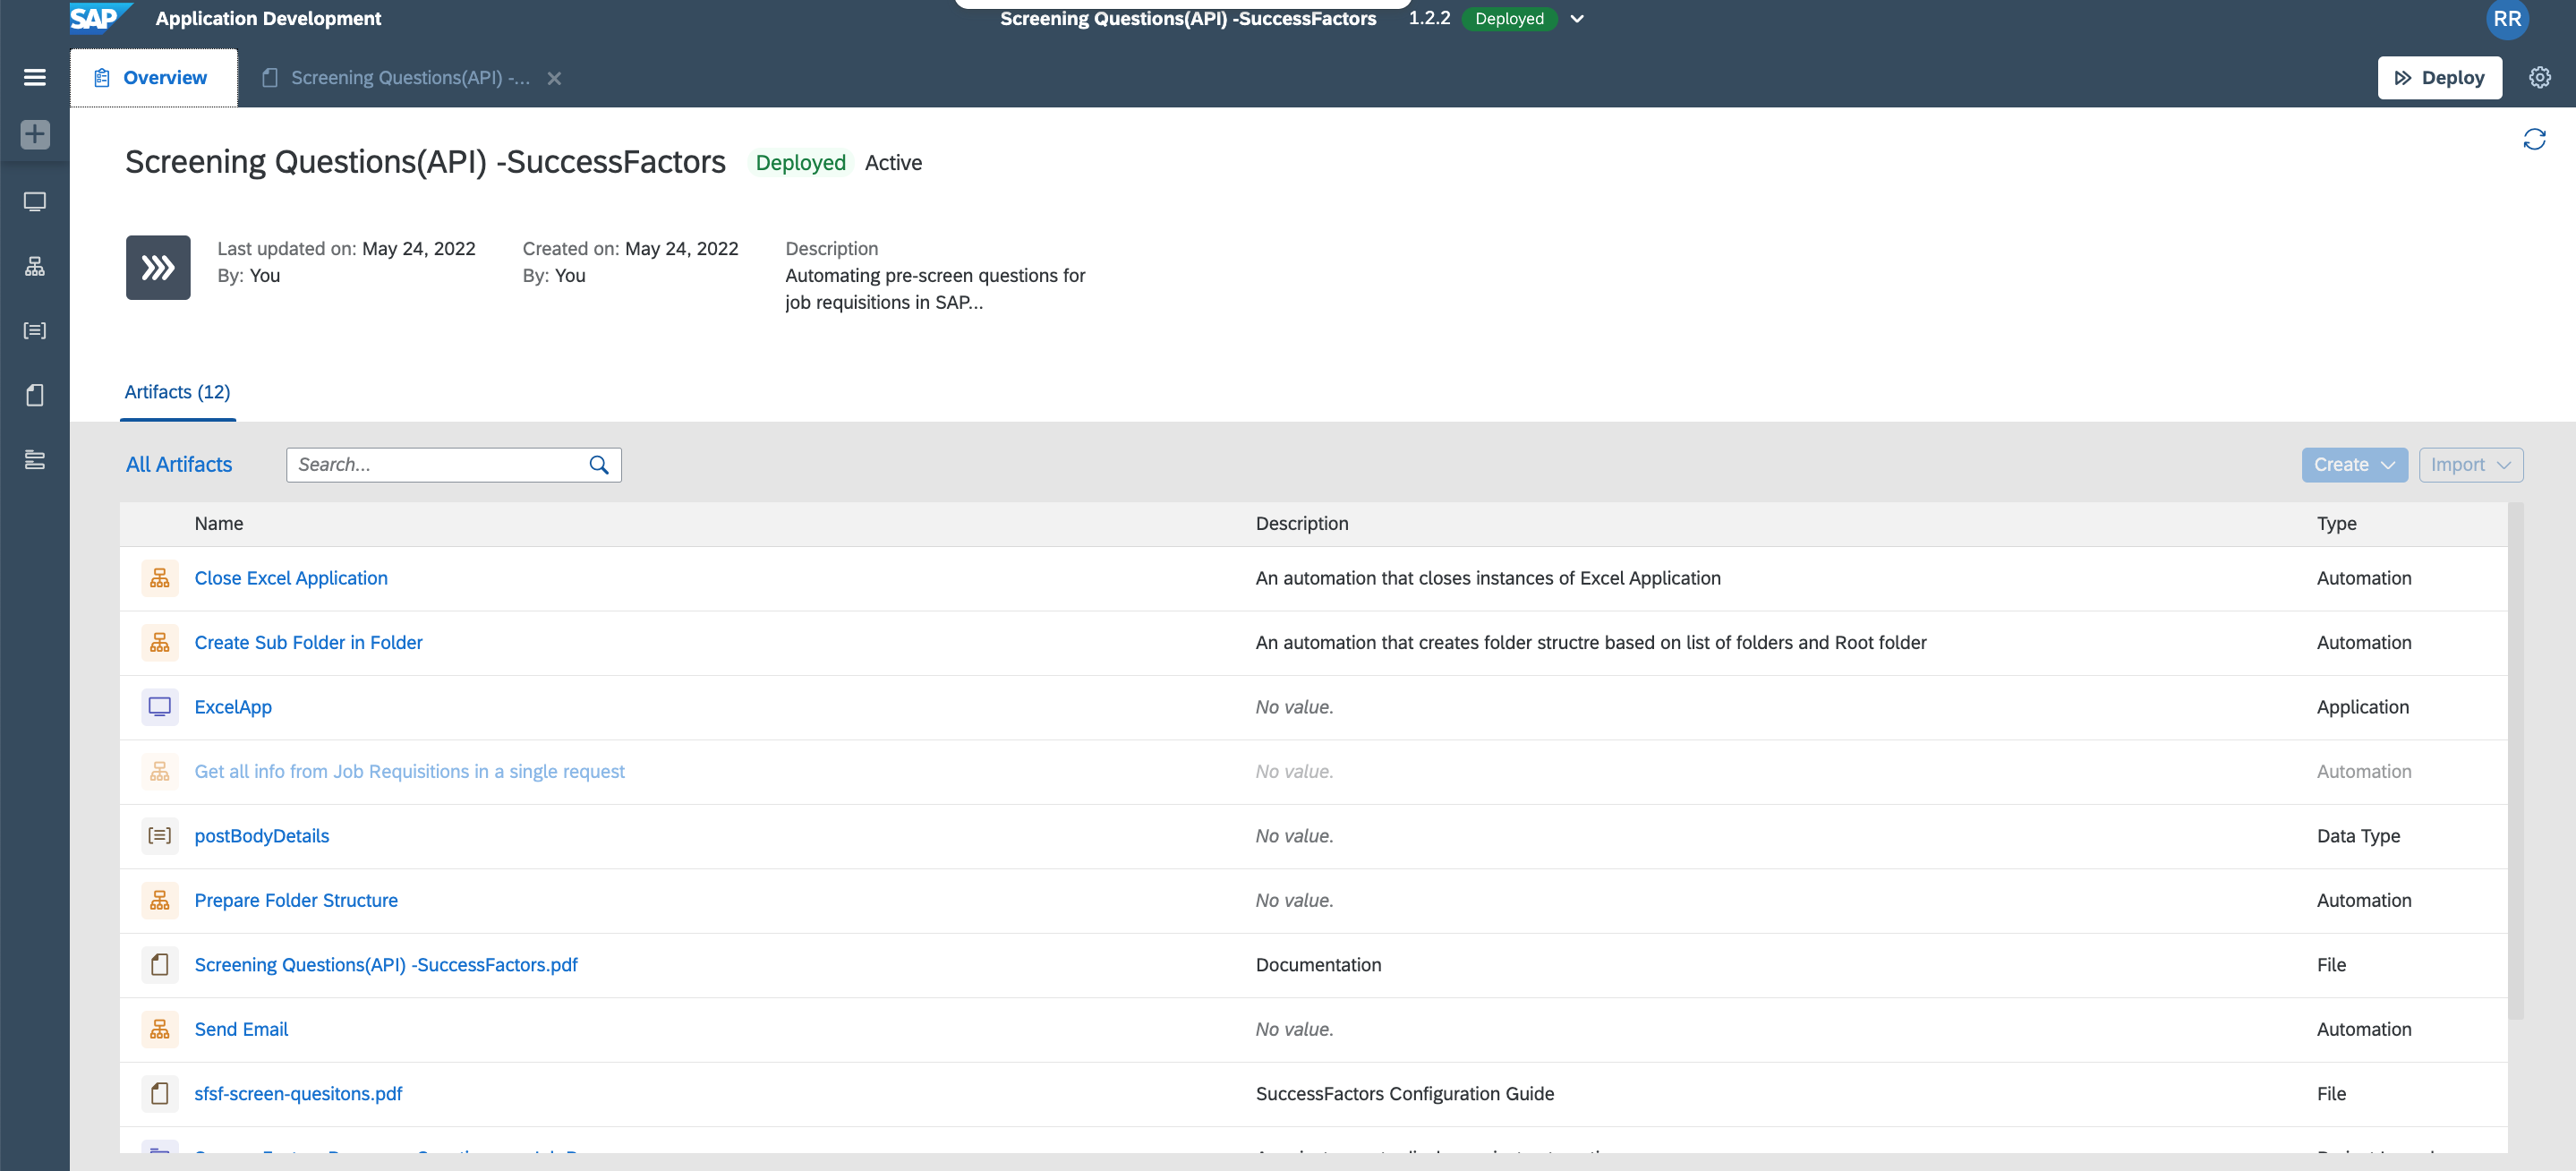 SAP Application Development Screening Questions(API) -SuccessFactors 1.2.2 Deployed RR
Overview Screening Questions(API) -... Deploy
Screening Questions(API) -SuccessFactors Deployed Active
Last updated on: May 24, 2022 Created on: May 24, 2022 Description
By: You By: You Automating pre-screen questions for
job requisitions in SAP...
Artifacts (12)
All Artifacts Search... Create Import
Name Description Type
Close Excel Application An automation that closes instances of Excel Application Automation
Create Sub Folder in Folder An automation that creates folder structre based on list of folders and Root folder Automation
ExcelApp No value. Application
Get all info from Job Requisitions in a single request No value. Automation
postBodyDetails No value. Data Type
Prepare Folder Structure No value. Automation
Screening Questions(API) -SuccessFactors.pdf Documentation File
Send Email No value. Automation
sfsf-screen-quesitons.pdf SuccessFactors Configuration Guide File